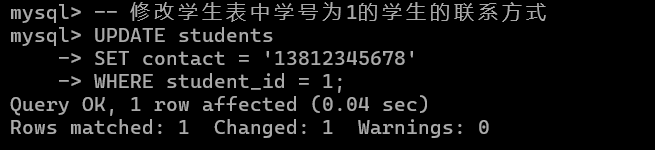 mysql> -- 修改学生表中学号为1的学生的联系方式
mysql> UPDATE students
    -> SET contact = '13812345678'
    -> WHERE student_id = 1;
Query OK, 1 row affected (0.04 sec)
Rows matched: 1  Changed: 1  Warnings: 0